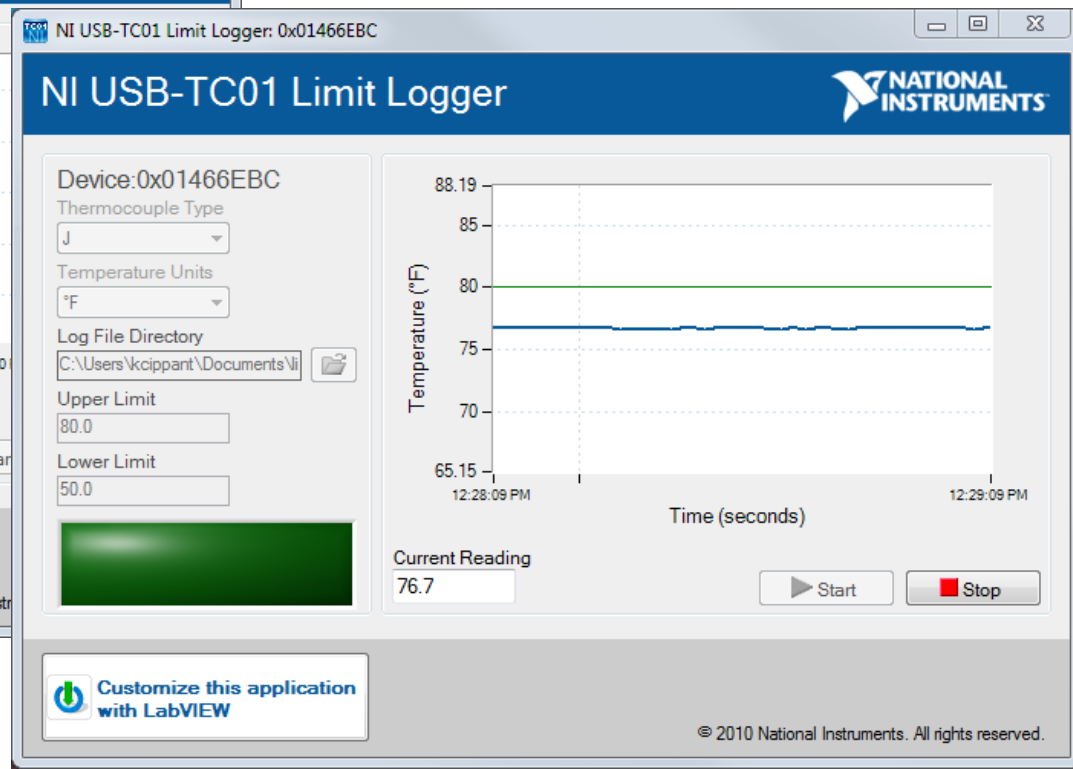 NI USB-TC01 Limit Logger: 0x01466EBC
NI USB-TC01 Limit Logger
NATIONAL
INSTRUMENTS
Device:0x01466EBC
Thermocouple Type
J
Temperature Units
°F
Log File Directory
C:\Users\kcippant\Documents\li
Upper Limit
80.0
Lower Limit
50.0
Temperature (°F)
88.19
85
80
75
70
65.15
12:28:09 PM
12:29:09 PM
Time (seconds)
Current Reading
76.7
Start
Stop
Customize this application
with LabVIEW
© 2010 National Instruments. All rights reserved.